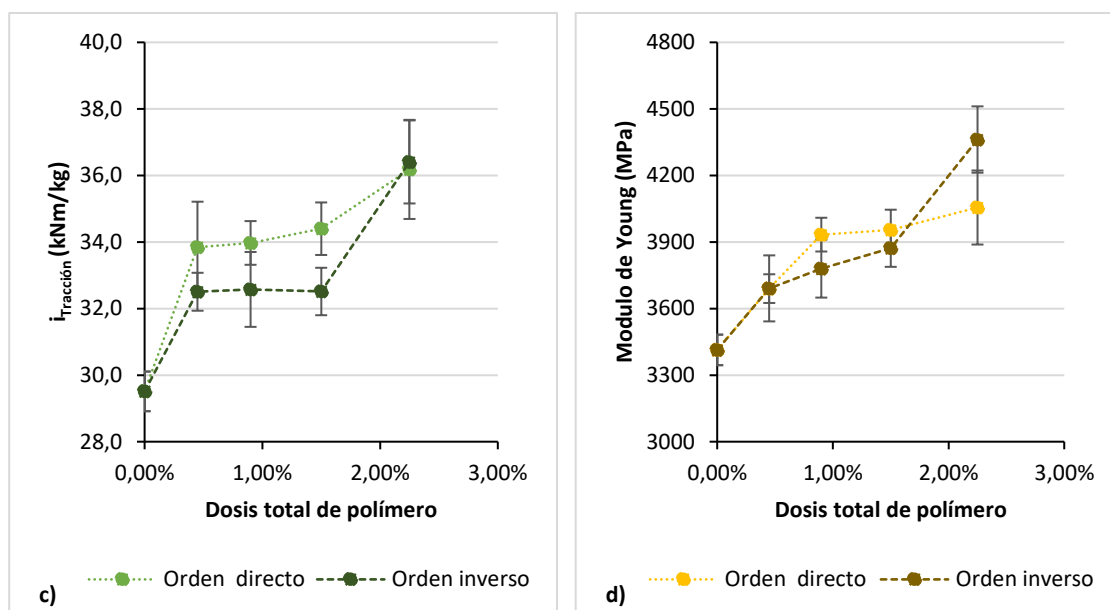 40,0
38,0
36,0
34,0
32,0
30,0
28,0
iTracción (kNm/kg)
0,00% 1,00% 2,00% 3,00%
Dosis total de polímero
Orden directo Orden inverso
c)
4800
4500
4200
3900
3600
3300
3000
Modulo de Young (MPa)
0,00% 1,00% 2,00% 3,00%
Dosis total de polímero
Orden directo Orden inverso
d)